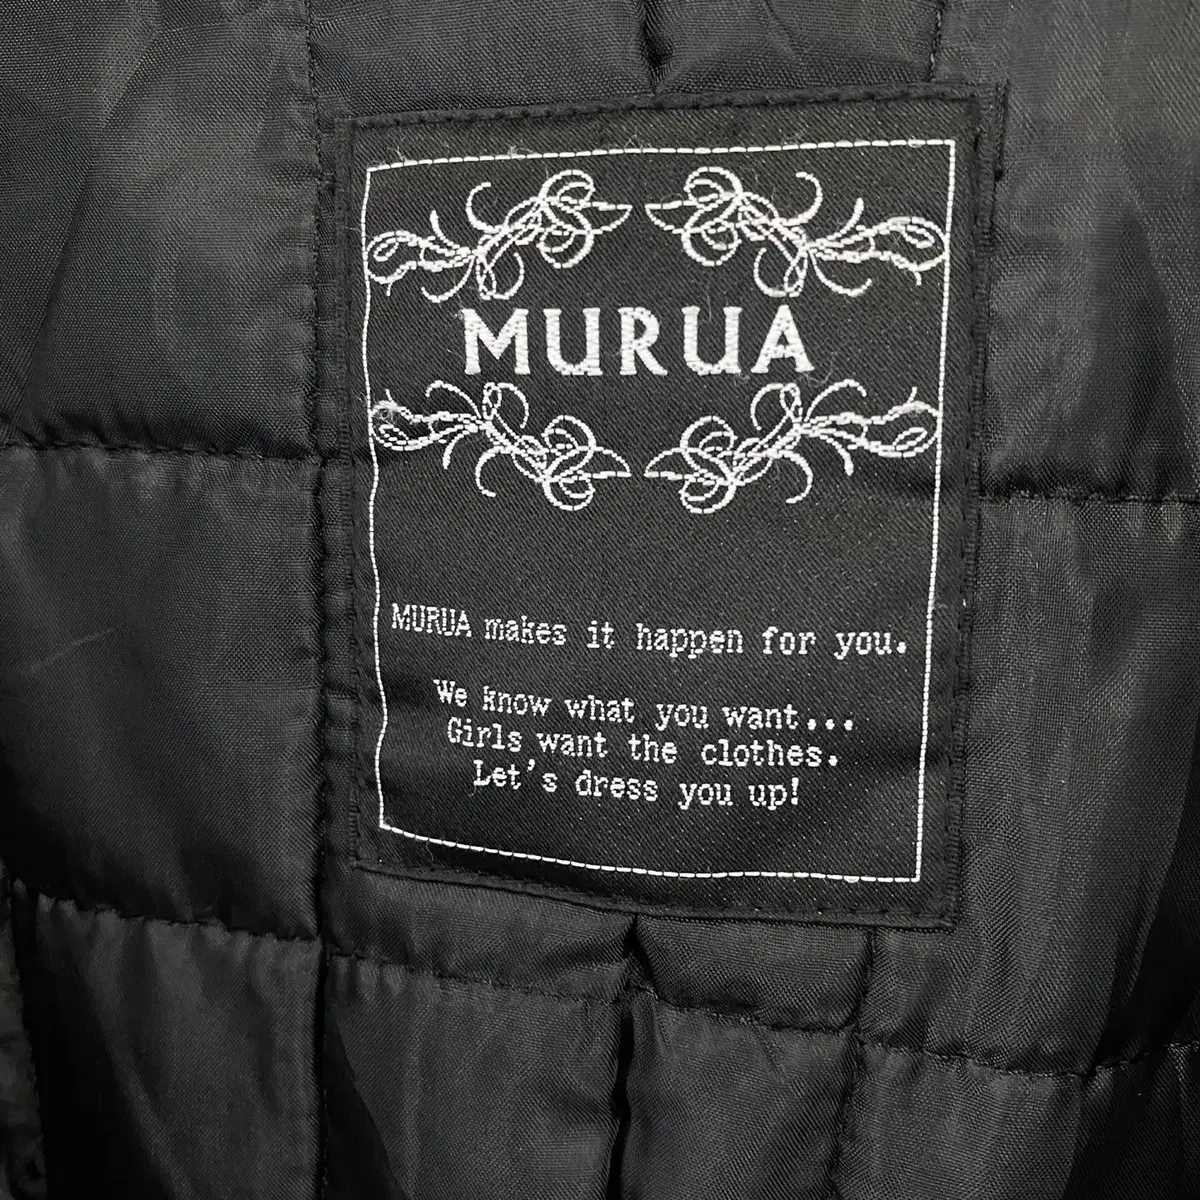 MURUA
MURUA makes it happen for you.
We know what you want...
Girls want the clothes.
Let's dress you up!